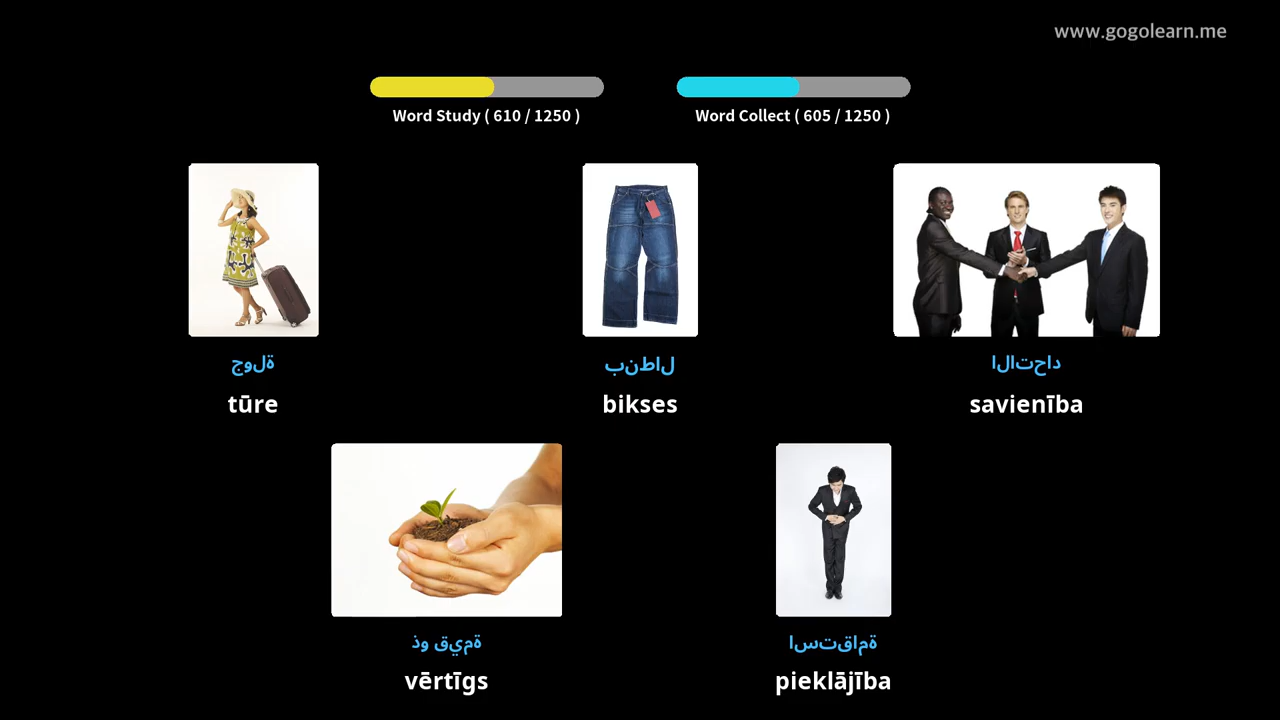 www.gogolearn.me
Word Study ( 610 / 1250 )
Word Collect ( 605 / 1250 )
جولة
بنطال
الاتحاد
tūre
bikses
savienība
ذو قيمة
استقامة
vērtīgs
pieklājība